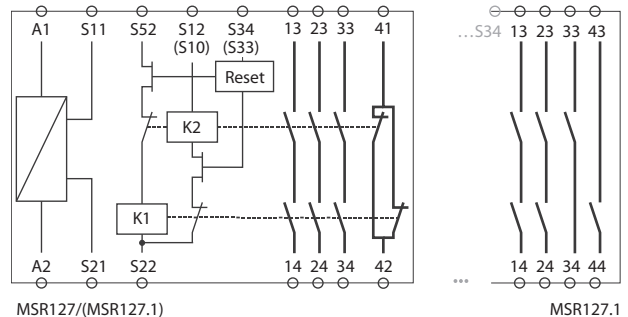 A1 S11 S52 S12 S34 13 23 33 41 …S34 13 23 33 43
(S10) (S33)
Reset
K2
K1
A2 S21 S22 14 24 34 42 ... 14 24 34 44
MSR127/(MSR127.1) MSR127.1